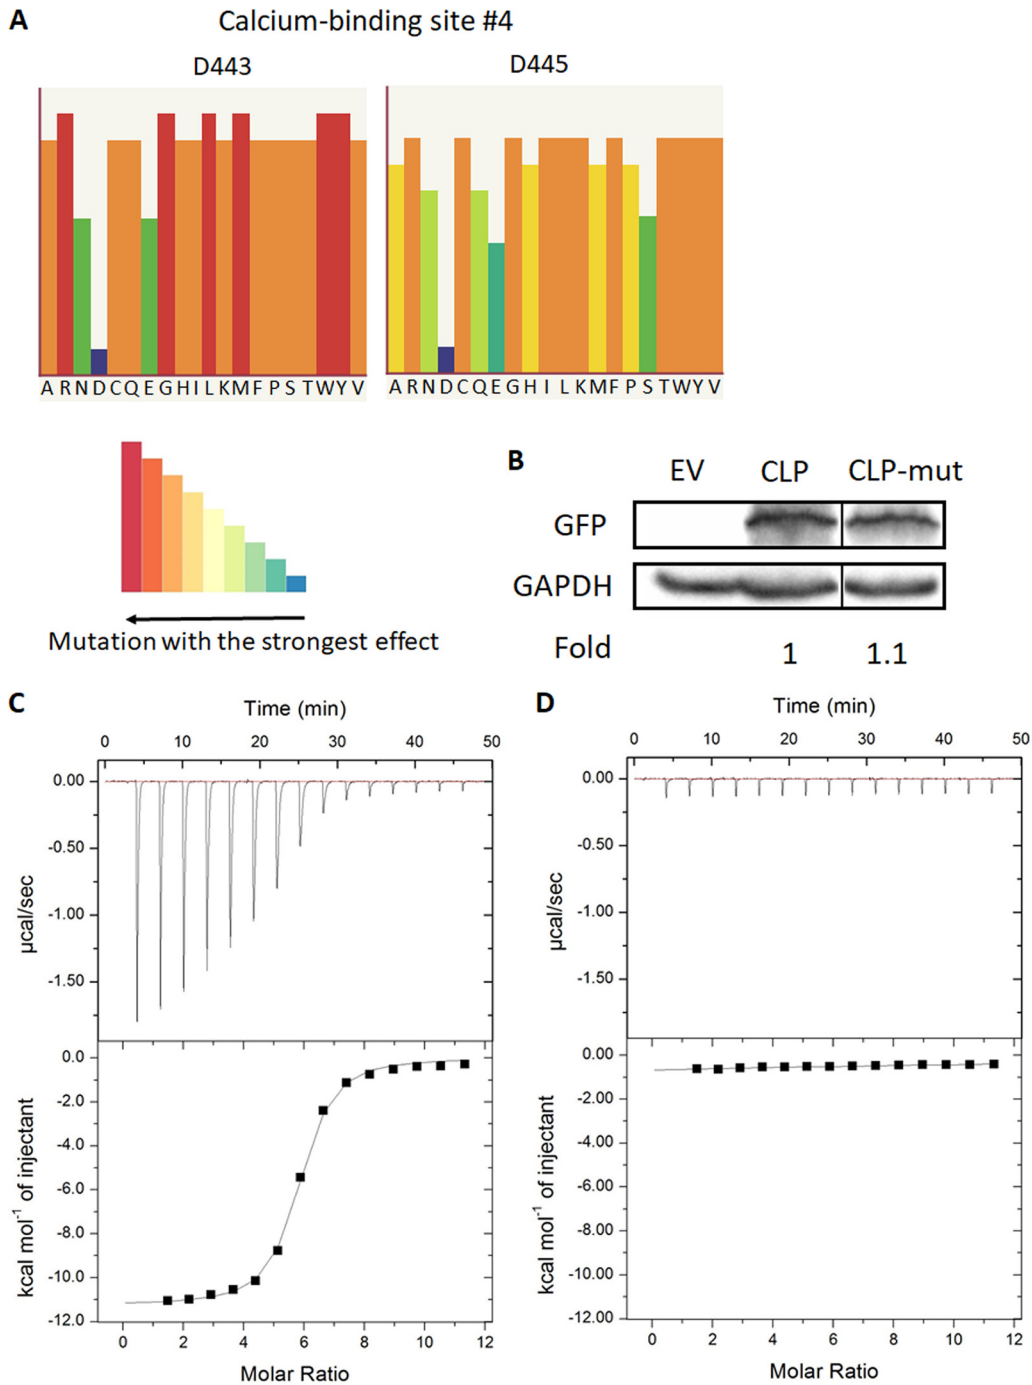 A
Calcium-binding site #4
D443
D445
A R N D C Q E G H I L K M F P S T W Y V
A R N D C Q E G H I L K M F P S T W Y V
Mutation with the strongest effect
B
EV CLP CLP-mut
GFP
GAPDH
Fold 1 1.1
C
Time (min)
0 10 20 30 40 50
0.00
-0.50
-1.00
-1.50
µcal/sec
0.0
-2.0
-4.0
-6.0
-8.0
-10.0
-12.0
kcal mol⁻¹ of injectant
0 2 4 6 8 10 12
Molar Ratio
D
Time (min)
0 10 20 30 40 50
0.00
-0.50
-1.00
-1.50
µcal/sec
0.00
-2.00
-4.00
-6.00
-8.00
-10.00
-12.00
kcal mol⁻¹ of injectant
0 2 4 6 8 10 12
Molar Ratio